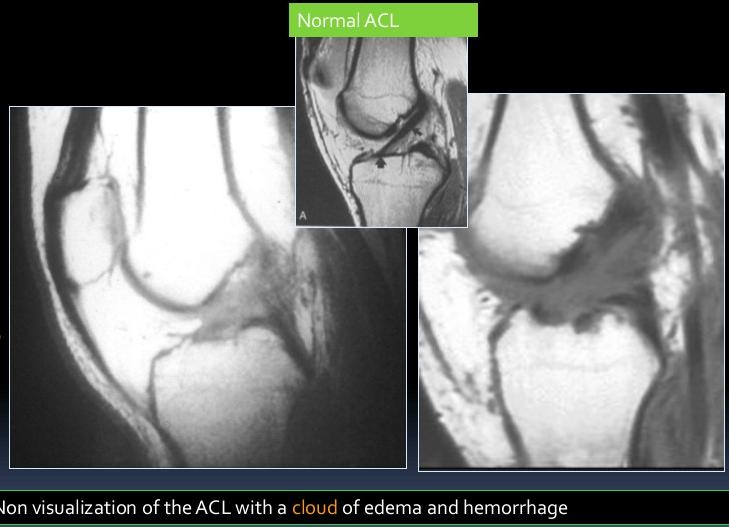 Normal ACL
A
Non visualization of the ACL with a cloud of edema and hemorrhage